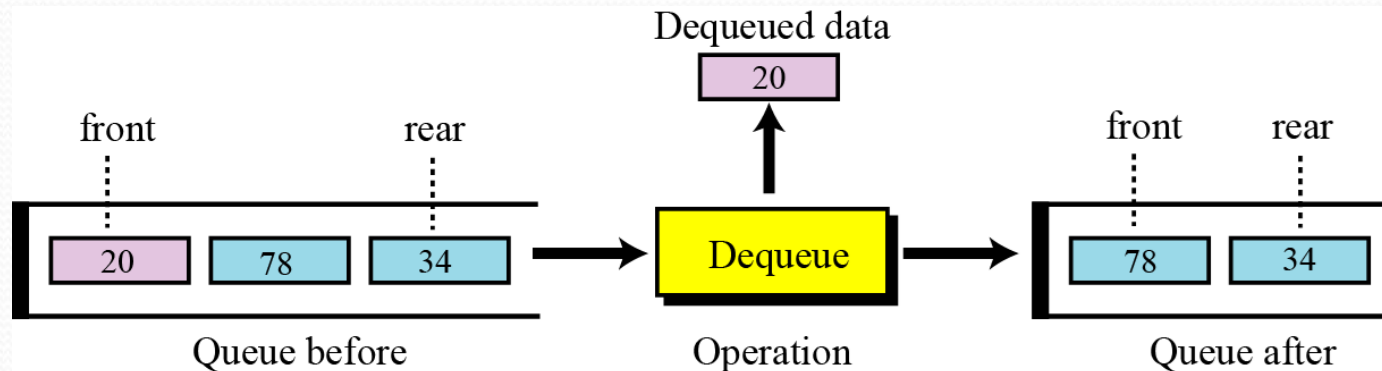 Dequeued data
20
front rear front rear
20 78 34 Dequeue 78 34
Queue before Operation Queue after